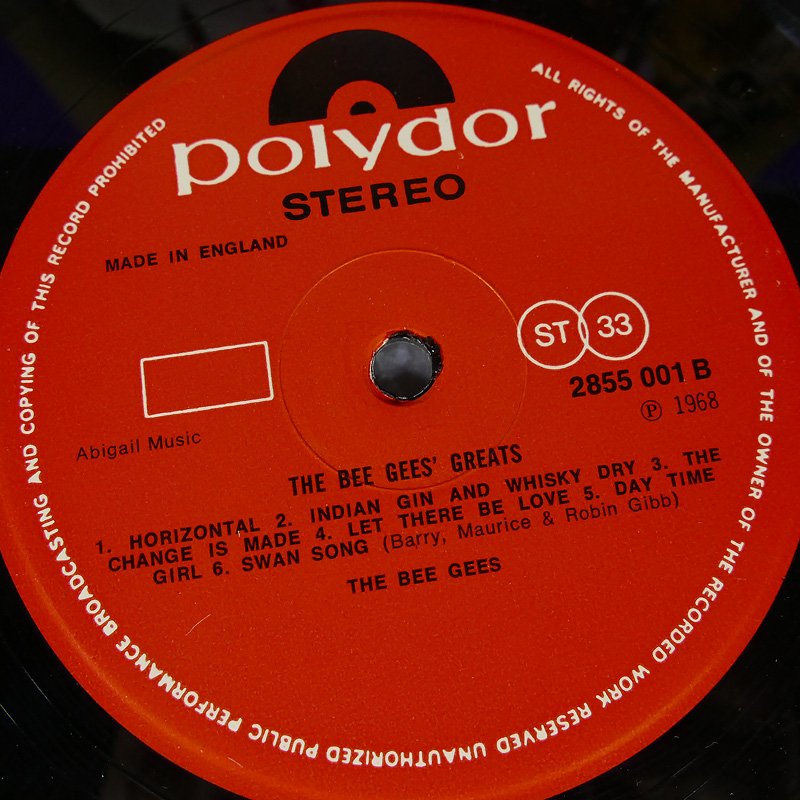 polydor
STEREO
MADE IN ENGLAND
ST 33
2855 001 B
℗ 1968
Abigail Music
THE BEE GEES' GREATS
1. HORIZONTAL 2. INDIAN GIN AND WHISKY DRY 3. THE
CHANGE IS MADE 4. LET THERE BE LOVE 5. DAY TIME
GIRL 6. SWAN SONG (Barry, Maurice & Robin Gibb)
THE BEE GEES
ALL RIGHTS OF THE MANUFACTURER AND OF THE OWNER OF THE RECORDED WORK RESERVED UNAUTHORIZED PUBLIC PERFORMANCE BROADCASTING AND COPYING OF THIS RECORD PROHIBITED